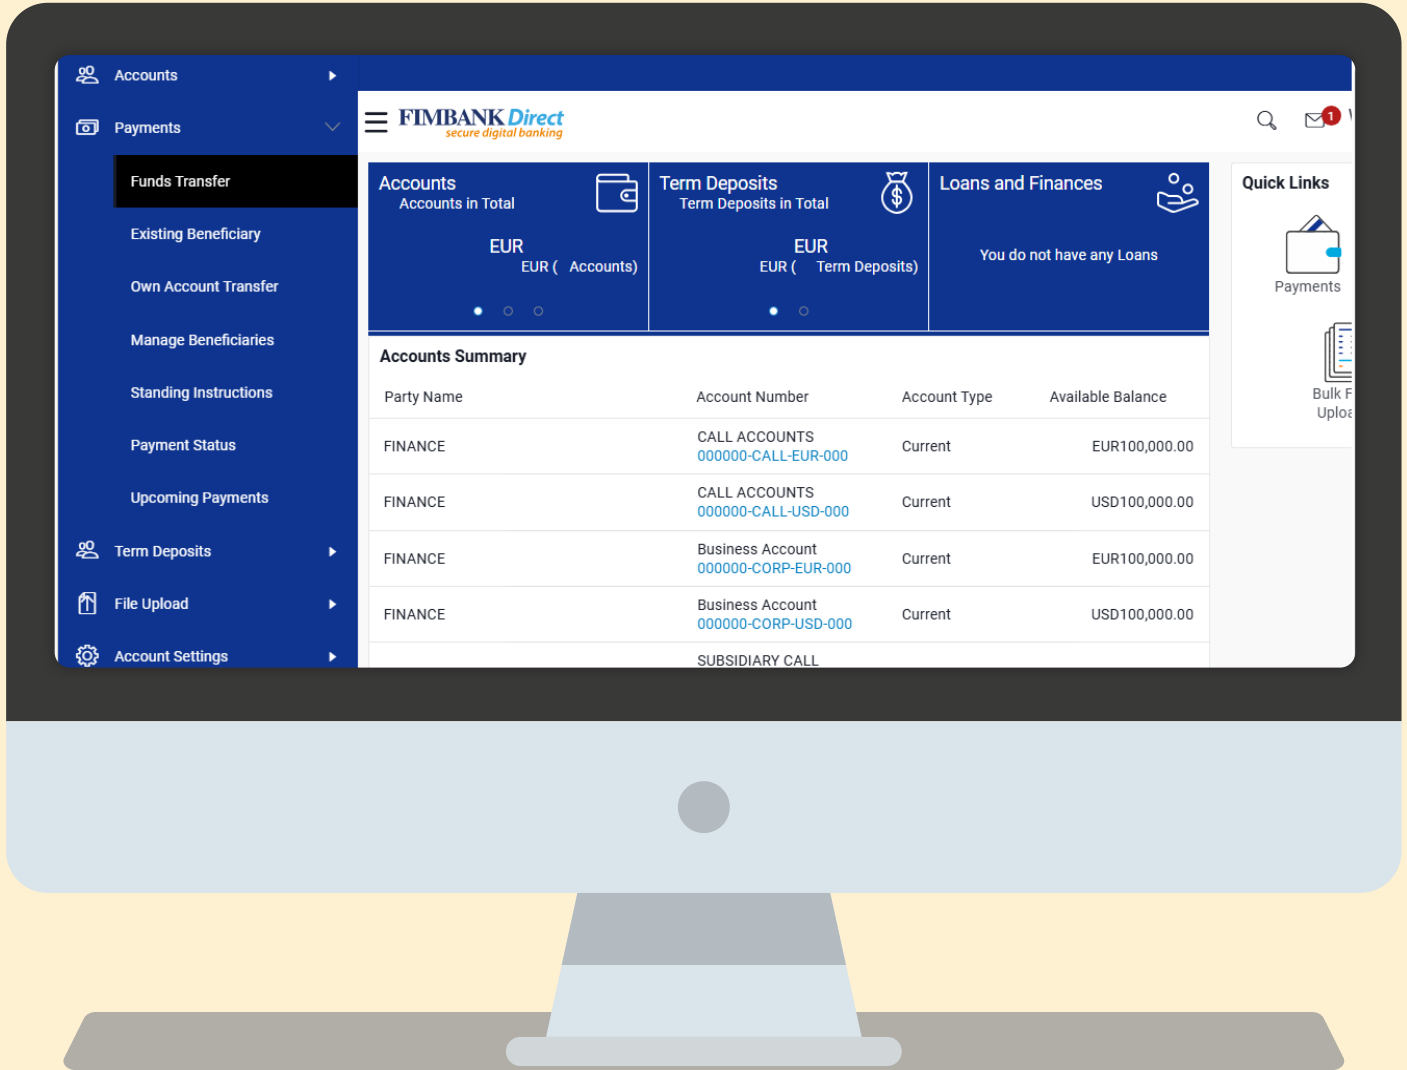 Accounts
Payments
Funds Transfer
Existing Beneficiary
Own Account Transfer
Manage Beneficiaries
Standing Instructions
Payment Status
Upcoming Payments
Term Deposits
File Upload
Account Settings
FIMBANK Direct
secure digital banking
1
Accounts
Accounts in Total
EUR
EUR ( Accounts)
Term Deposits
Term Deposits in Total
EUR
EUR ( Term Deposits)
Loans and Finances
You do not have any Loans
Accounts Summary
Party Name Account Number Account Type Available Balance
CALL ACCOUNTS
FINANCE 000000-CALL-EUR-000 Current EUR100,000.00
CALL ACCOUNTS
FINANCE 000000-CALL-USD-000 Current USD100,000.00
Business Account
FINANCE 000000-CORP-EUR-000 Current EUR100,000.00
Business Account
FINANCE 000000-CORP-USD-000 Current USD100,000.00
SUBSIDIARY CALL
Quick Links
Payments
Bulk F
Uploa